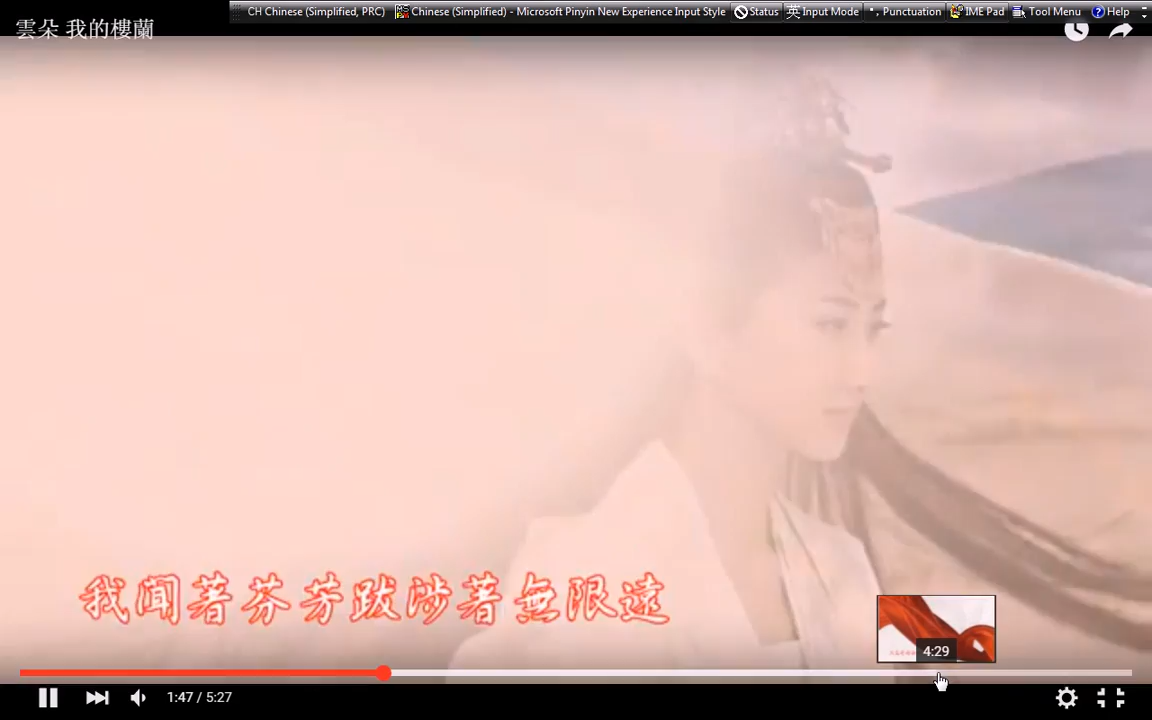 CH Chinese (Simplified, PRC) Chinese (Simplified) - Microsoft Pinyin New Experience Input Style Status 英 Input Mode Punctuation IME Pad Tool Menu Help
雲朵 我的樓蘭
我聞著芬芳跋涉著無限遠
4:29
1:47 / 5:27